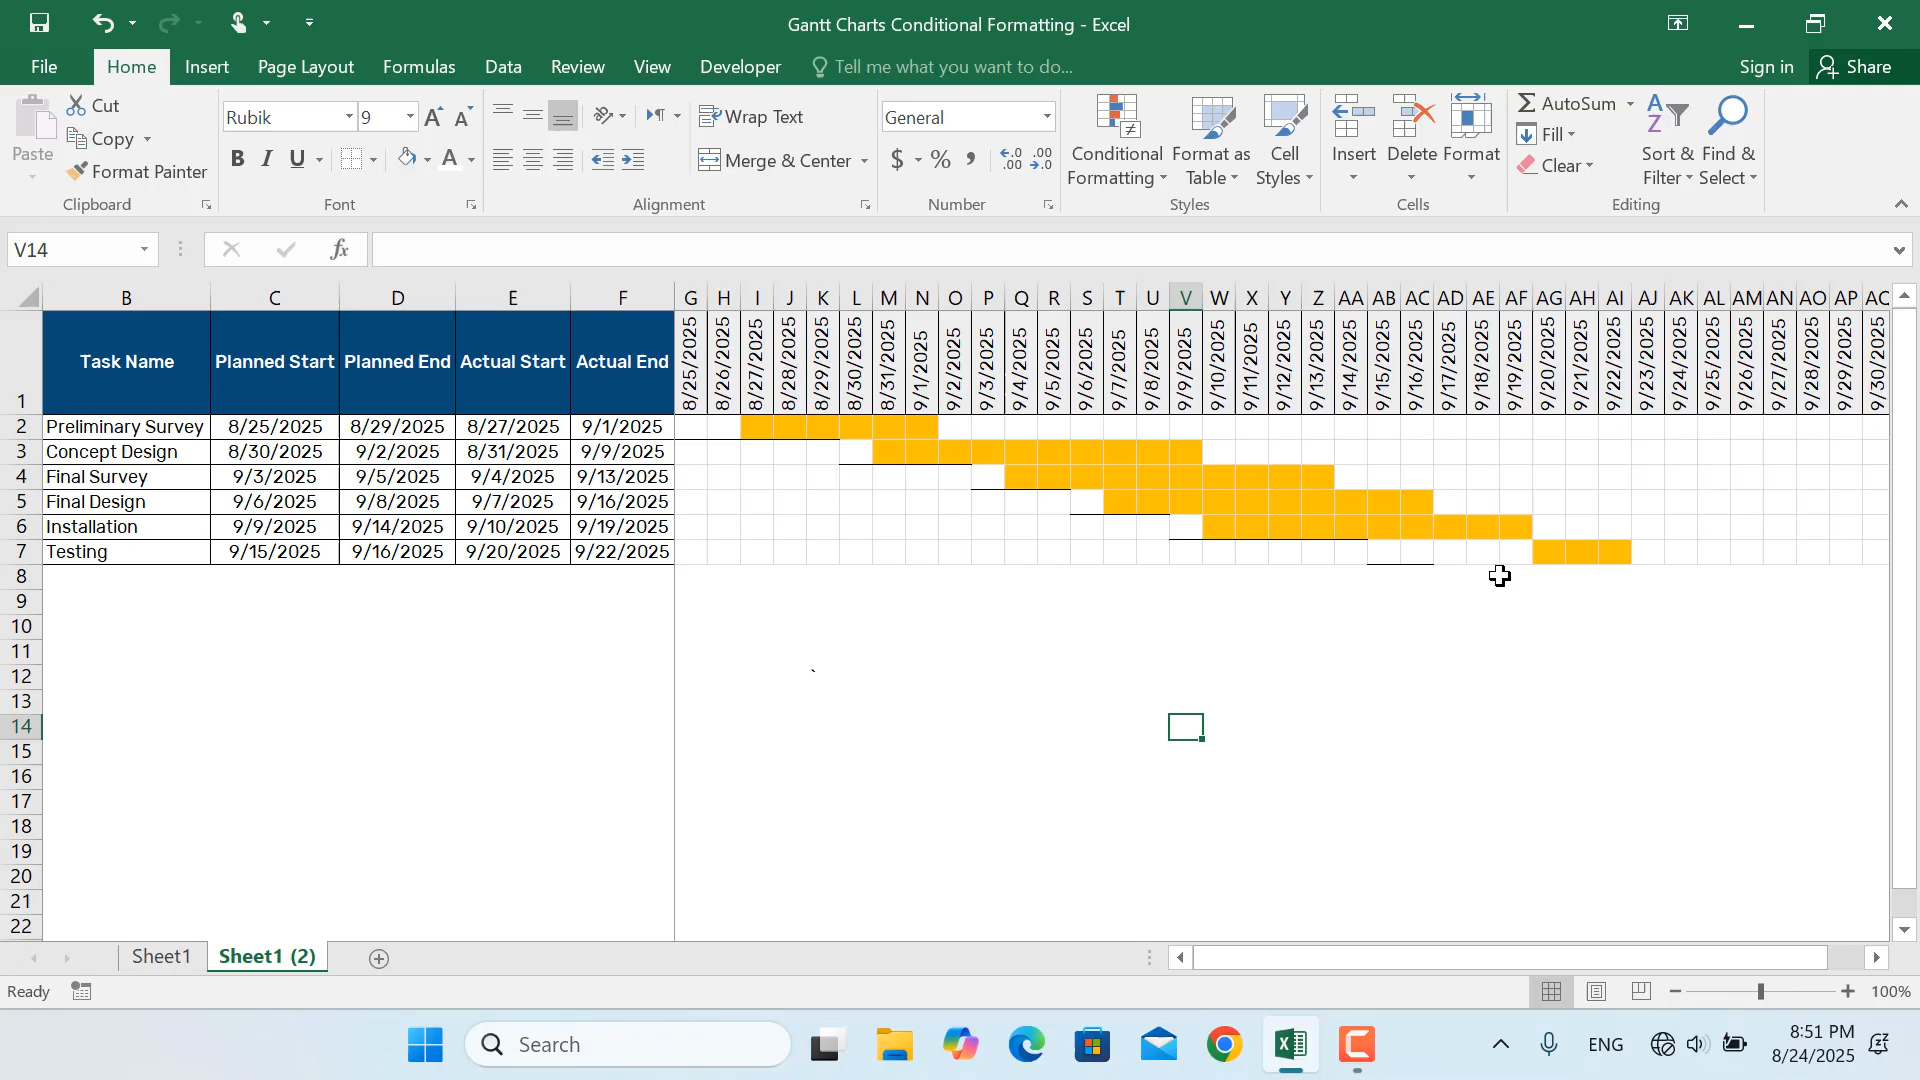 Gantt Charts Conditional Formatting - Excel
File Home Insert Page Layout Formulas Data Review View Developer Tell me what you want to do... Sign in Share
Paste
Cut
Copy
Format Painter
Clipboard
Rubik 9
B I U
Font
Wrap Text
Merge & Center
Alignment
General
$ % , .00 .00
Number
Conditional Formatting
Format as Table
Cell Styles
Styles
Insert Delete Format
Cells
AutoSum
Fill
Clear
Sort & Filter
Find & Select
Editing
V14 fx
B C D E F G H I J K L M N O P Q R S T U V W X Y Z AA AB AC AD AE AF AG AH AI AJ AK AL AM AN AO AP AQ
1 Task Name Planned Start Planned End Actual Start Actual End 8/25/2025 8/26/2025 8/27/2025 8/28/2025 8/29/2025 8/30/2025 8/31/2025 9/1/2025 9/2/2025 9/3/2025 9/4/2025 9/5/2025 9/6/2025 9/7/2025 9/8/2025 9/9/2025 9/10/2025 9/11/2025 9/12/2025 9/13/2025 9/14/2025 9/15/2025 9/16/2025 9/17/2025 9/18/2025 9/19/2025 9/20/2025 9/21/2025 9/22/2025 9/23/2025 9/24/2025 9/25/2025 9/26/2025 9/27/2025 9/28/2025 9/29/2025 9/30/2025
2 Preliminary Survey 8/25/2025 8/29/2025 8/27/2025 9/1/2025
3 Concept Design 8/30/2025 9/2/2025 8/31/2025 9/9/2025
4 Final Survey 9/3/2025 9/5/2025 9/4/2025 9/13/2025
5 Final Design 9/6/2025 9/8/2025 9/7/2025 9/16/2025
6 Installation 9/9/2025 9/14/2025 9/10/2025 9/19/2025
7 Testing 9/15/2025 9/16/2025 9/20/2025 9/22/2025
8
9
10
11
12
13
14
15
16
17
18
19
20
21
22
Sheet1 Sheet1 (2)
Ready 100%
Search ENG 8:51 PM
8/24/2025